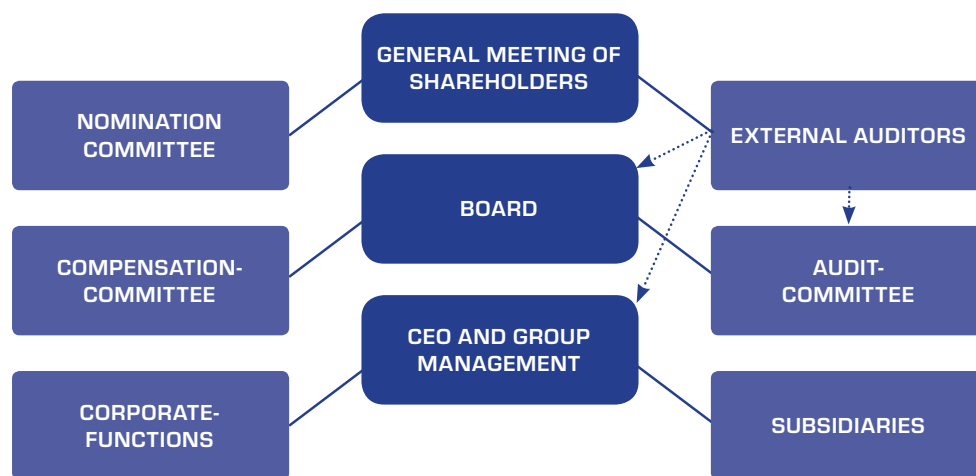 GENERAL MEETING OF
SHAREHOLDERS
NOMINATION
COMMITTEE
EXTERNAL AUDITORS
BOARD
COMPENSATION-
COMMITTEE
AUDIT-
COMMITTEE
CEO AND GROUP
MANAGEMENT
CORPORATE-
FUNCTIONS
SUBSIDIARIES